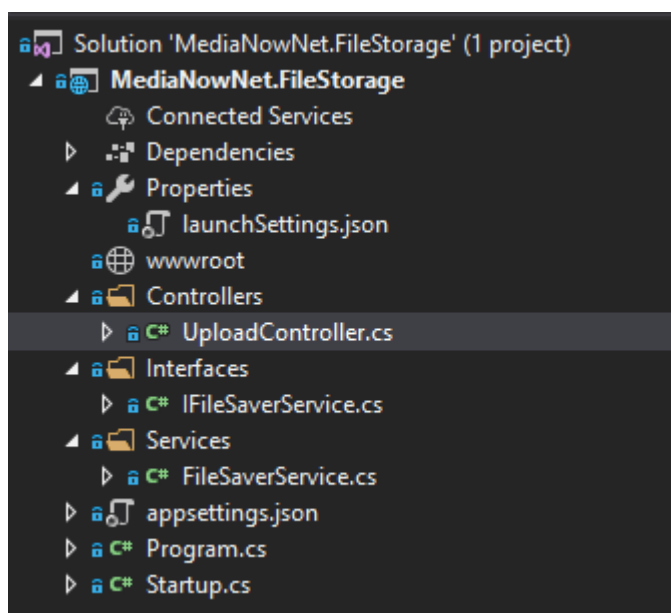 Solution 'MediaNowNet.FileStorage' (1 project)
MediaNowNet.FileStorage
Connected Services
Dependencies
Properties
launchSettings.json
wwwroot
Controllers
C# UploadController.cs
Interfaces
C# IFileSaverService.cs
Services
C# FileSaverService.cs
appsettings.json
C# Program.cs
C# Startup.cs